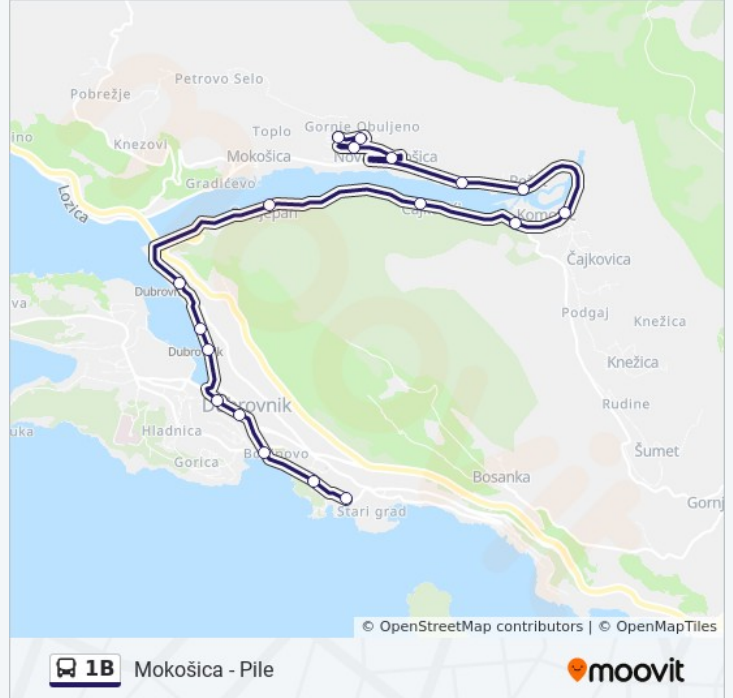 Petrovo Selo
Pobrežje
Gornje Obuljeno
Toplo
Knezovi
Mokošica
Gradićevo
Lozica
Čajkovica
Podgaj
Knežica
Knežica
Rudine
Dubrovnik
Hladnica
Gorica
Šumet
Bosanka
Stari grad
© OpenStreetMap contributors | © OpenMapTiles
1B Mokošica - Pile
moovit